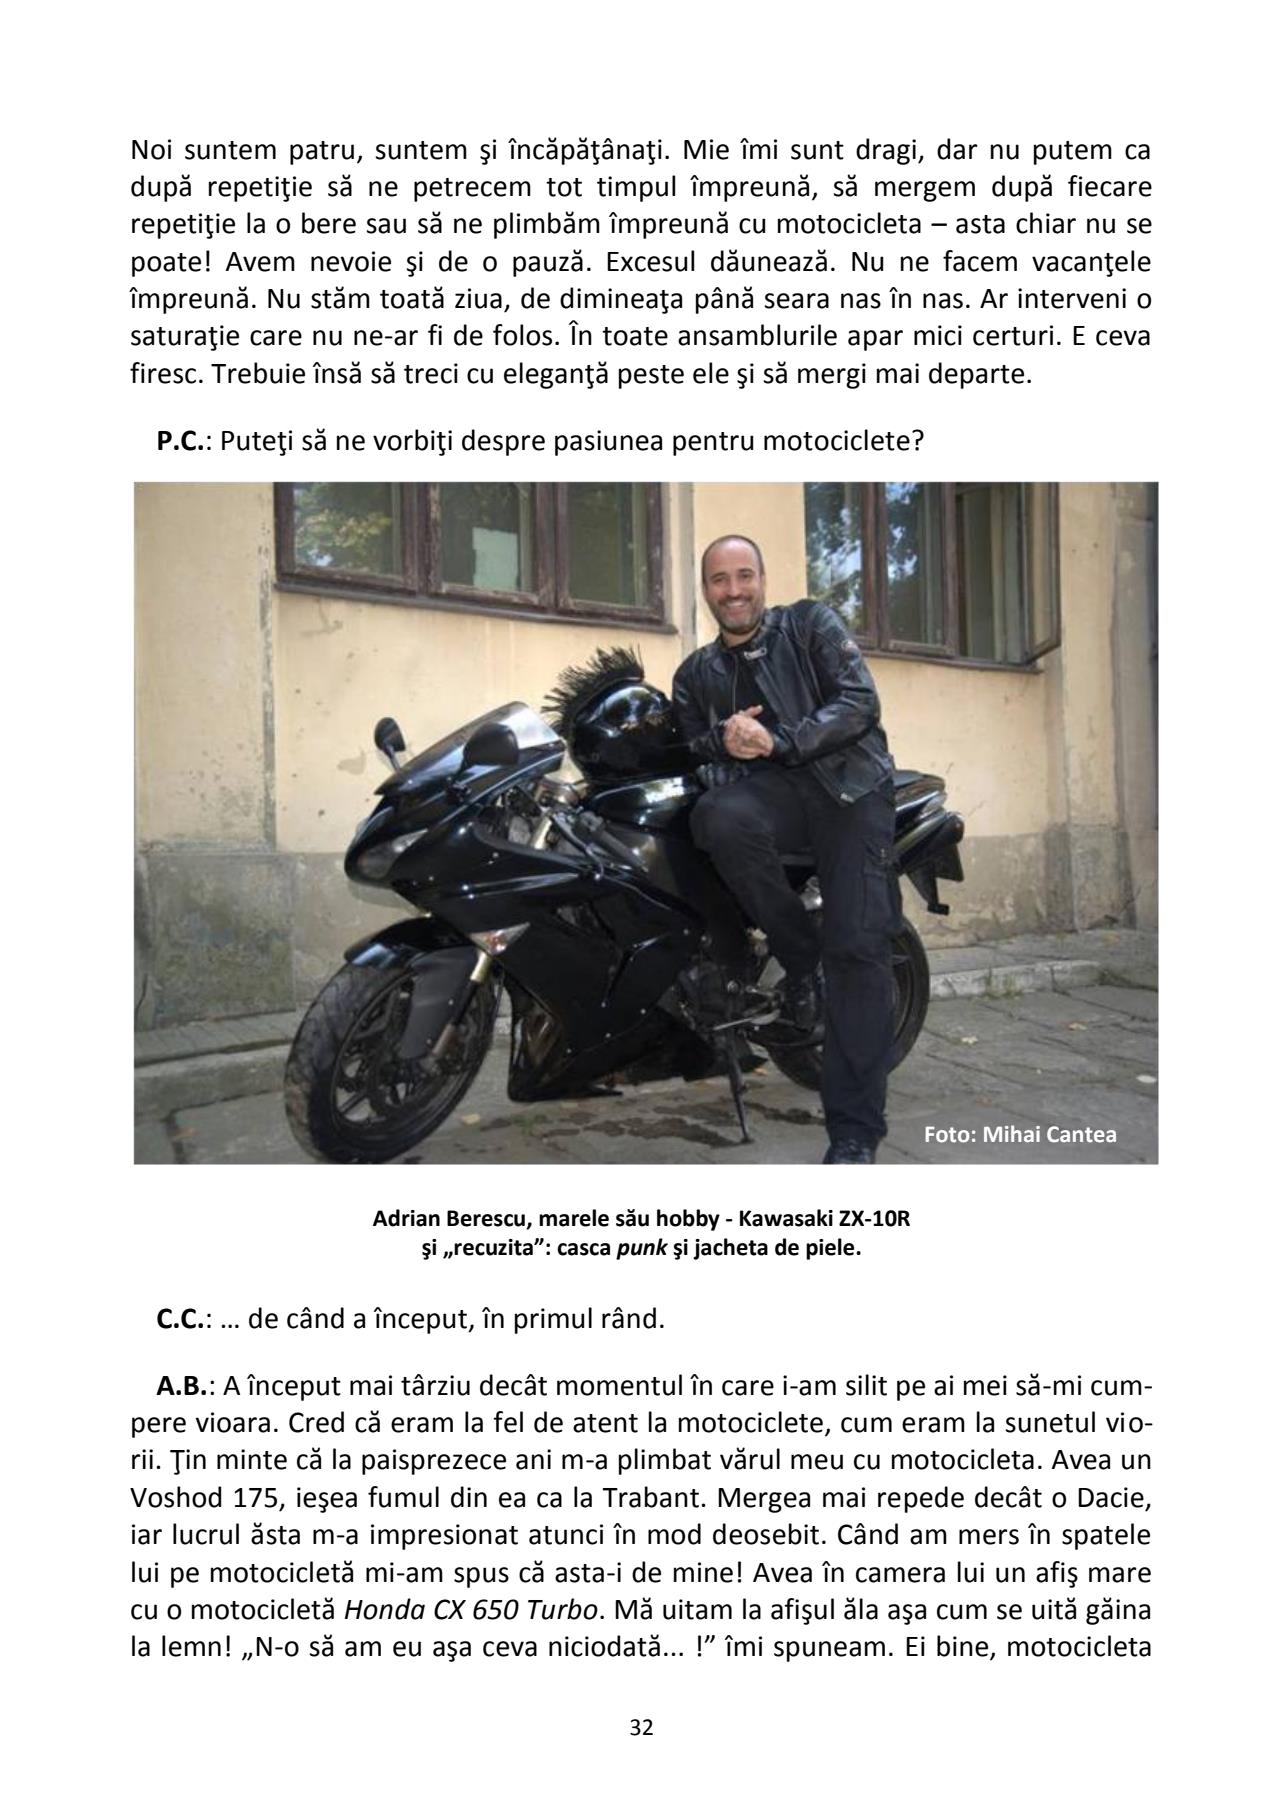 Noi suntem patru, suntem şi încăpăţânaţi. Mie îmi sunt dragi, dar nu putem ca
după repetiţie să ne petrecem tot timpul împreună, să mergem după fiecare
repetiţie la o bere sau să ne plimbăm împreună cu motocicleta – asta chiar nu se
poate! Avem nevoie şi de o pauză. Excesul dăunează. Nu ne facem vacanţele
împreună. Nu stăm toată ziua, de dimineaţa până seara nas în nas. Ar interveni o
saturaţie care nu ne-ar fi de folos. În toate ansamblurile apar mici certuri. E ceva
firesc. Trebuie însă să treci cu eleganţă peste ele şi să mergi mai departe.
P.C.: Puteţi să ne vorbiţi despre pasiunea pentru motociclete?
Foto: Mihai Cantea
Adrian Berescu, marele său hobby - Kawasaki ZX-10R
şi „recuzita”: casca punk şi jacheta de piele.
C.C.: … de când a început, în primul rând.
A.B.: A început mai târziu decât momentul în care i-am silit pe ai mei să-mi cum-
pere vioara. Cred că eram la fel de atent la motociclete, cum eram la sunetul vio-
rii. Ţin minte că la paisprezece ani m-a plimbat vărul meu cu motocicleta. Avea un
Voshod 175, ieşea fumul din ea ca la Trabant. Mergea mai repede decât o Dacie,
iar lucrul ăsta m-a impresionat atunci în mod deosebit. Când am mers în spatele
lui pe motocicletă mi-am spus că asta-i de mine! Avea în camera lui un afiş mare
cu o motocicletă Honda CX 650 Turbo. Mă uitam la afişul ăla aşa cum se uită găina
la lemn! „N-o să am eu aşa ceva niciodată... !” îmi spuneam. Ei bine, motocicleta
32